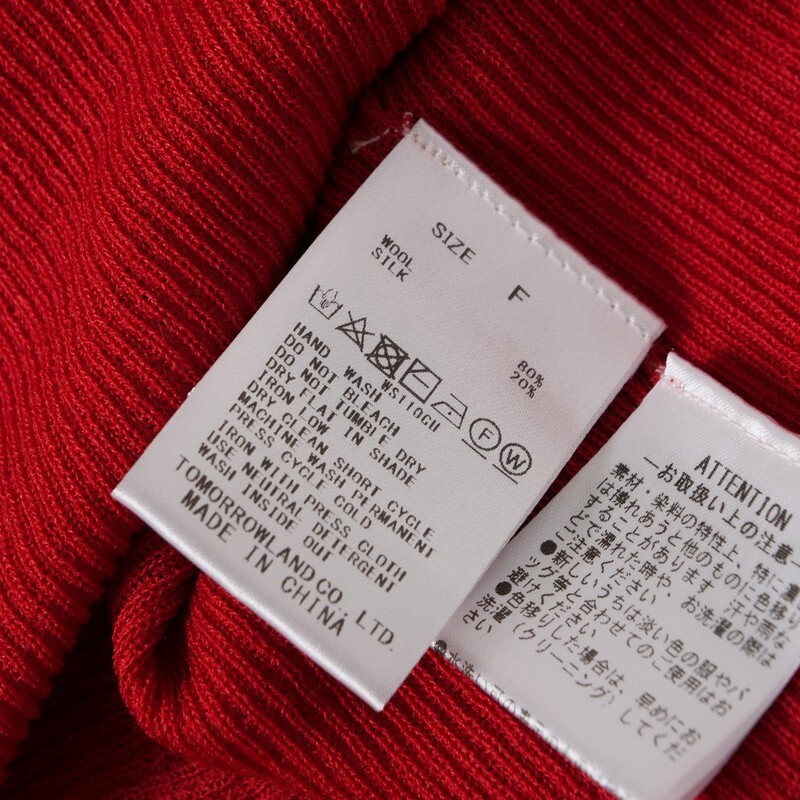 SIZE F
WOOL 80%
SILK 20%
WS110GU
F W
HAND WASH
DO NOT BLEACH
DO NOT TUMBLE DRY
DRY FLAT IN SHADE
IRON LOW
DRY CLEAN SHORT CYCLE
MACHINE WASH PERMANENT
PRESS CYCLE COLD
IRON WITH PRESS CLOTH
USE NEUTRAL DETERGENT
WASH INSIDE OUT
TOMORROWLAND CO., LTD.
MADE IN CHINA
ATTENTION
―お取扱い上の注意―
素材・染料の特性上、特に
は擦れあうと他のものに色移り
することがあります。汗や雨な
どで濡れた時や、お洗濯の際は
ご注意ください。
●新しいうちは淡い色の服やバ
ッグ等と合わせてのご使用はお
避けください。
●色移りした場合は、早めにお
洗濯(クリーニング)してくだ
さい